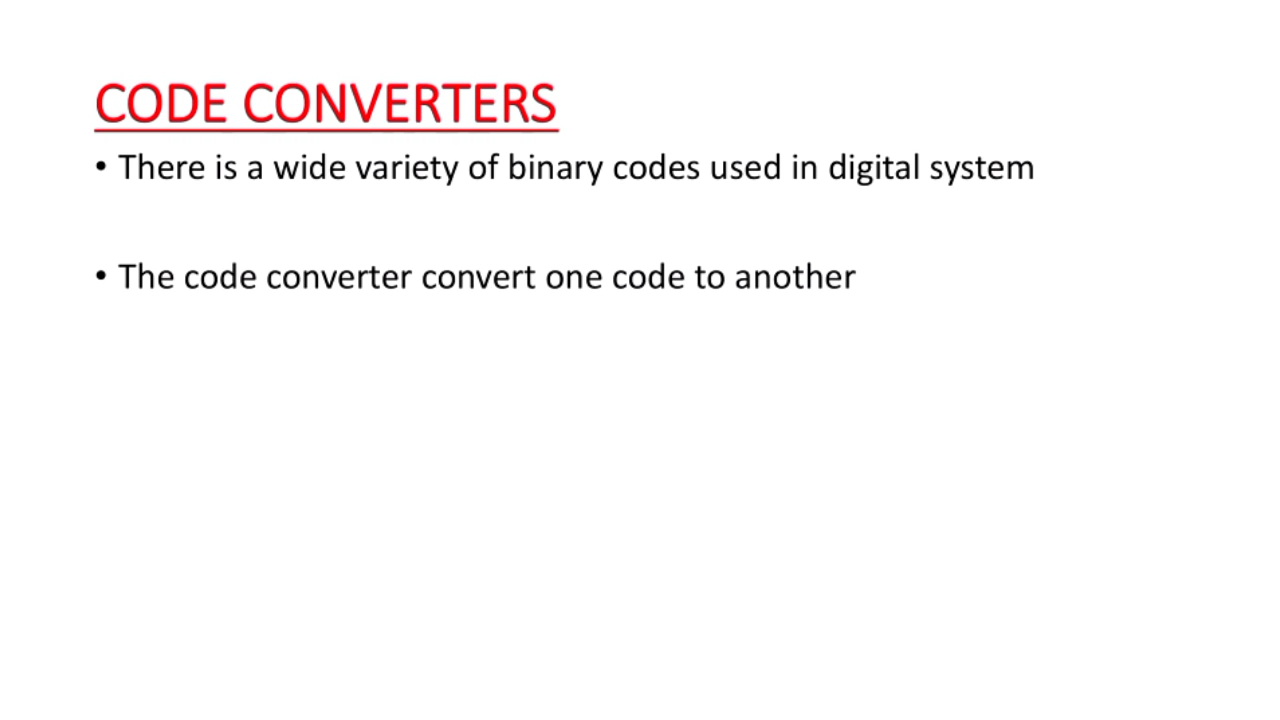 CODE CONVERTERS
• There is a wide variety of binary codes used in digital system
• The code converter convert one code to another